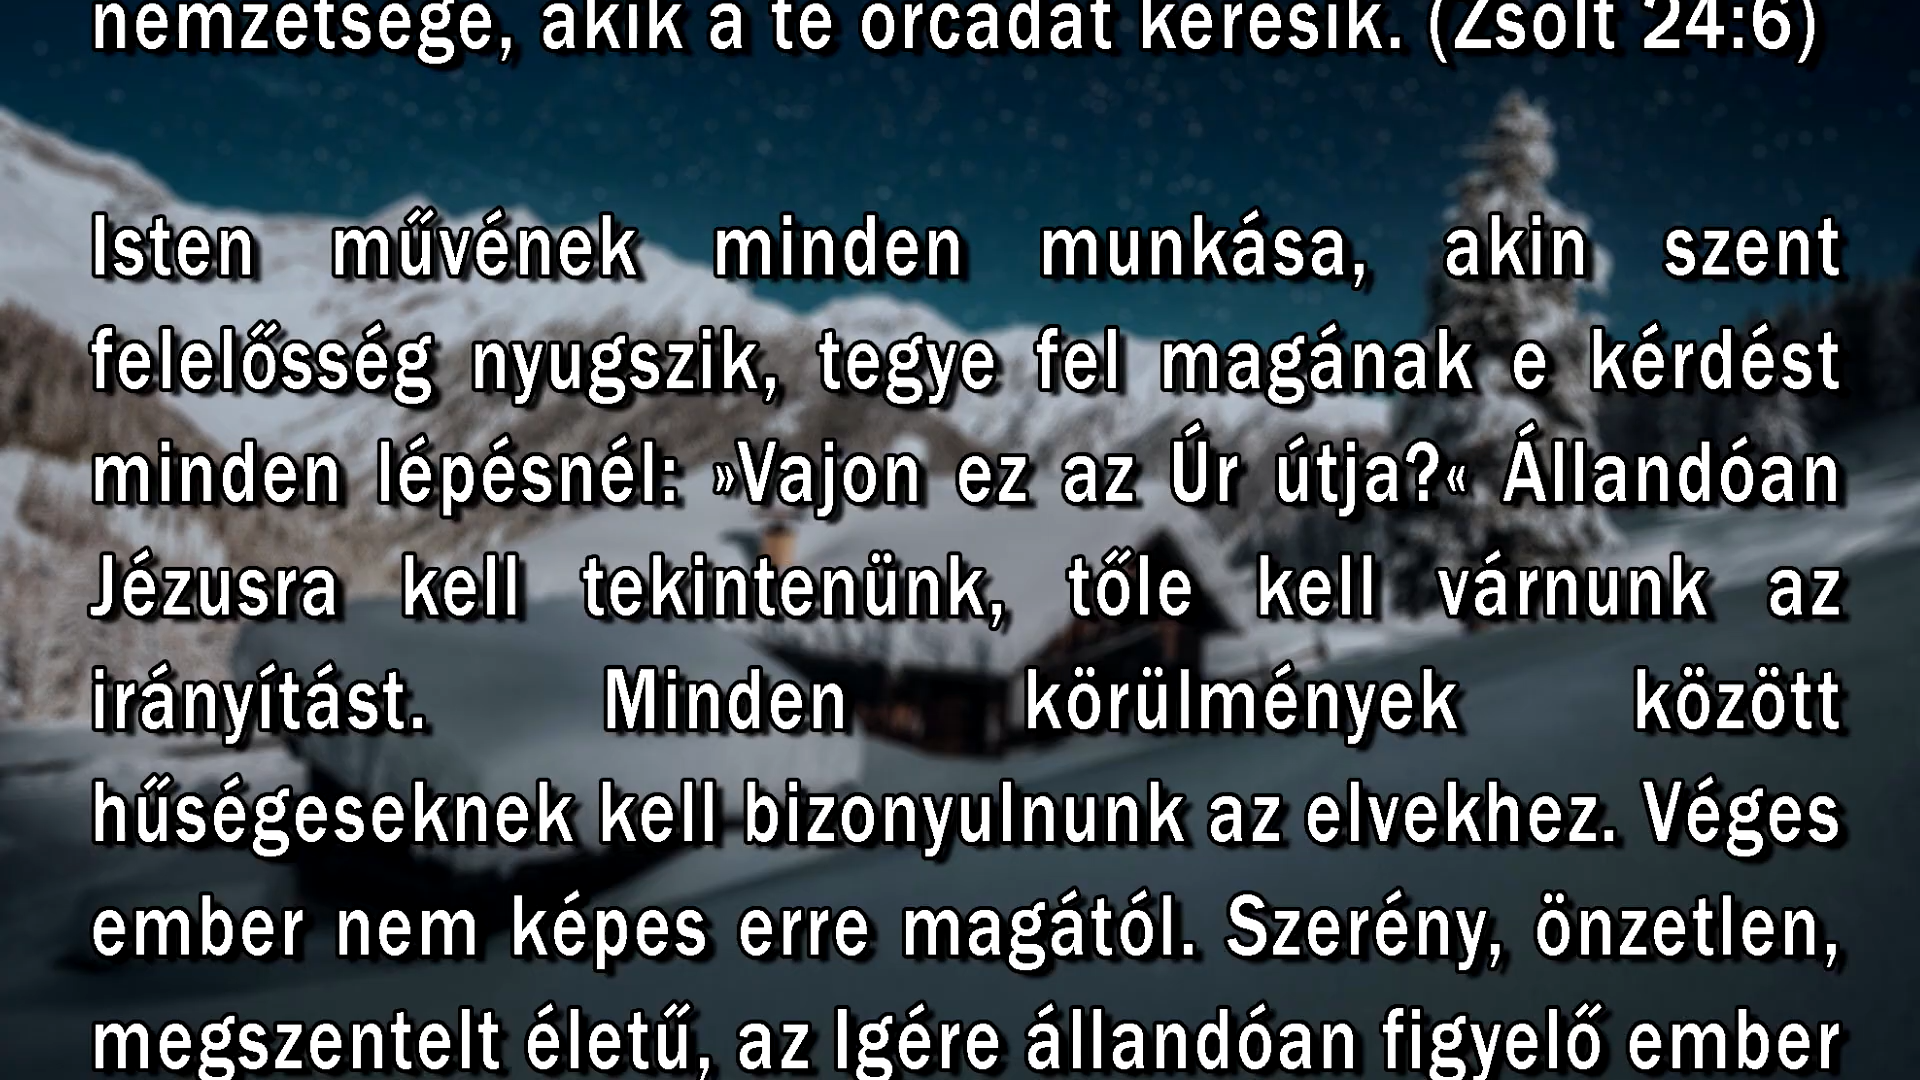 nemzetsége, akik a te orcádat keresik. (Zsolt 24:6)
Isten művének minden munkása, akin szent
felelősség nyugszik, tegye fel magának e kérdést
minden lépésnél: »Vajon ez az Úr útja?« Állandóan
Jézusra kell tekintenünk, tőle kell várnunk az
irányítást. Minden körülmények között
hűségeseknek kell bizonyulnunk az elvekhez. Véges
ember nem képes erre magától. Szerény, önzetlen,
megszentelt életű, az Igére állandóan figyelő ember